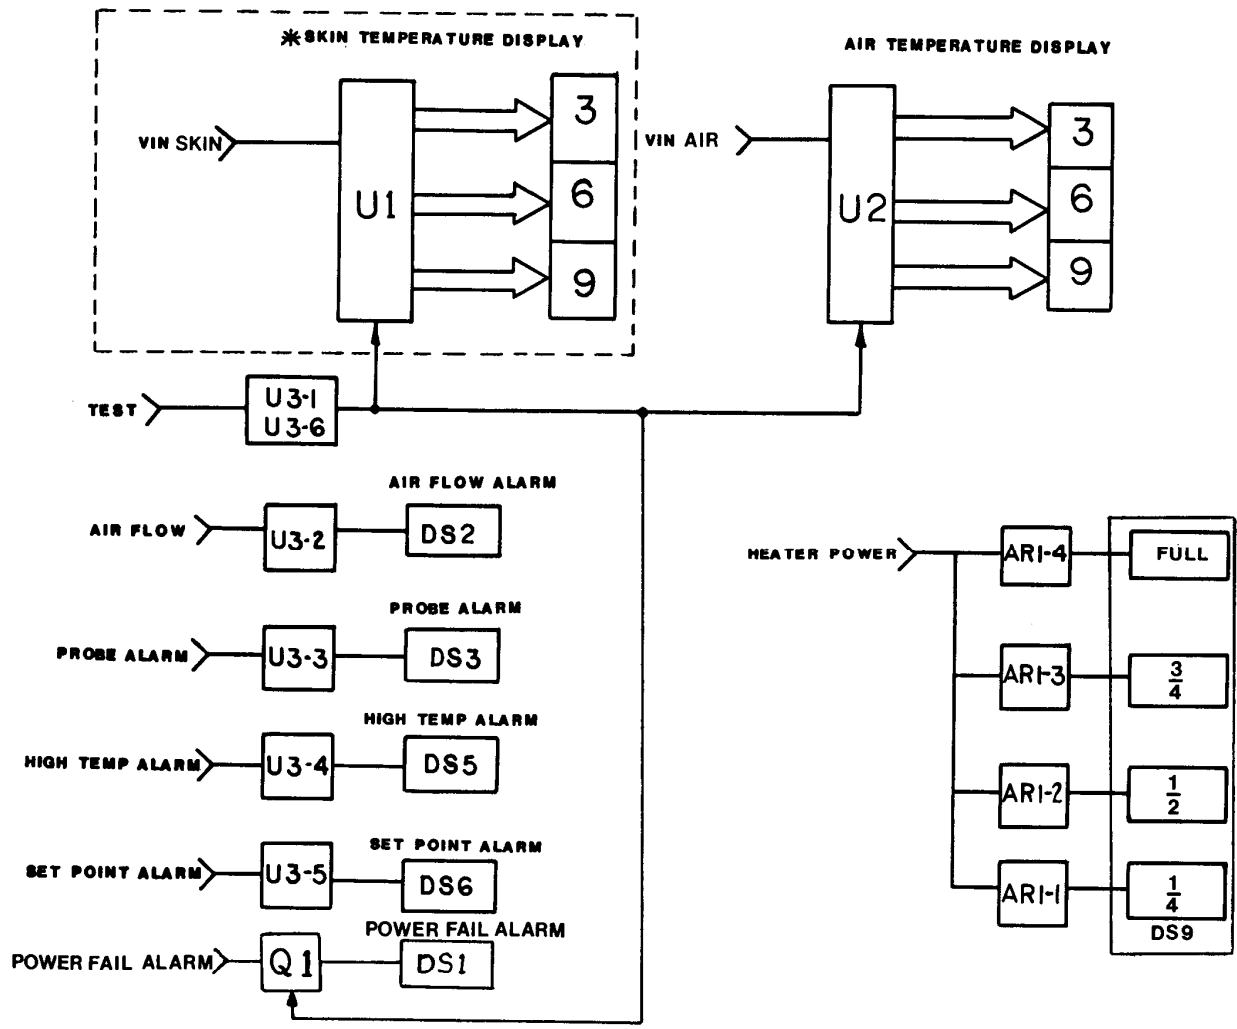 ✳SKIN TEMPERATURE DISPLAY
AIR TEMPERATURE DISPLAY
VIN SKIN
U1
3
6
9
VIN AIR
U2
3
6
9
TEST
U3-1
U3-6
AIR FLOW ALARM
AIR FLOW
U3-2
DS2
PROBE ALARM
PROBE ALARM
U3-3
DS3
HIGH TEMP ALARM
HIGH TEMP ALARM
U3-4
DS5
SET POINT ALARM
SET POINT ALARM
U3-5
DS6
POWER FAIL ALARM
POWER FAIL ALARM
Q1
DS1
HEATER POWER
AR1-4
FULL
AR1-3
3/4
AR1-2
1/2
AR1-1
1/4
DS9